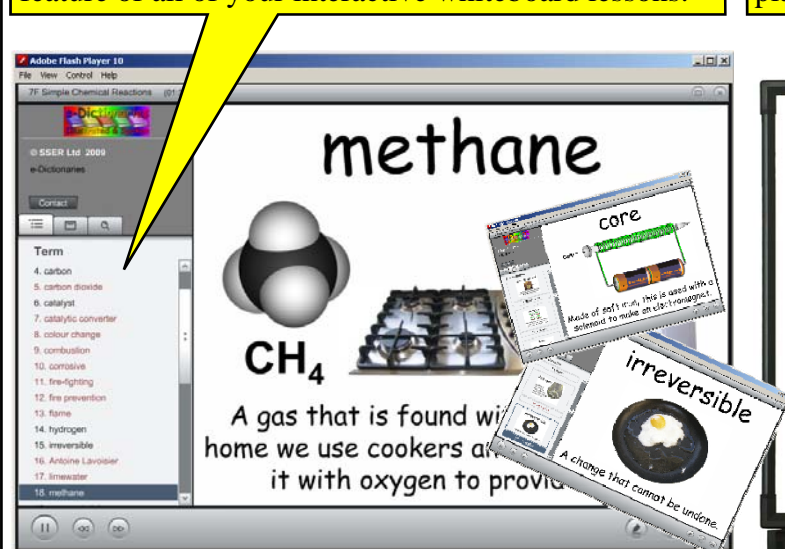 feature of all of your interactive whiteboard lessons.
Adobe Flash Player 10
File View Control Help
7F Simple Chemical Reactions
e-Dictionaries
© SSER Ltd 2009
e-Dictionaries
Contact
Term
4. carbon
5. carbon dioxide
6. catalyst
7. catalytic converter
8. colour change
9. combustion
10. corrosive
11. fire-fighting
12. fire prevention
13. flame
14. hydrogen
15. irreversible
16. Antoine Lavoisier
17. limewater
18. methane
methane
CH₄
A gas that is found
home we use cookers
it with oxygen to
core
Made of soft iron, this is used with a
solenoid to make an electromagnet.
irreversible
A change that cannot be undone.